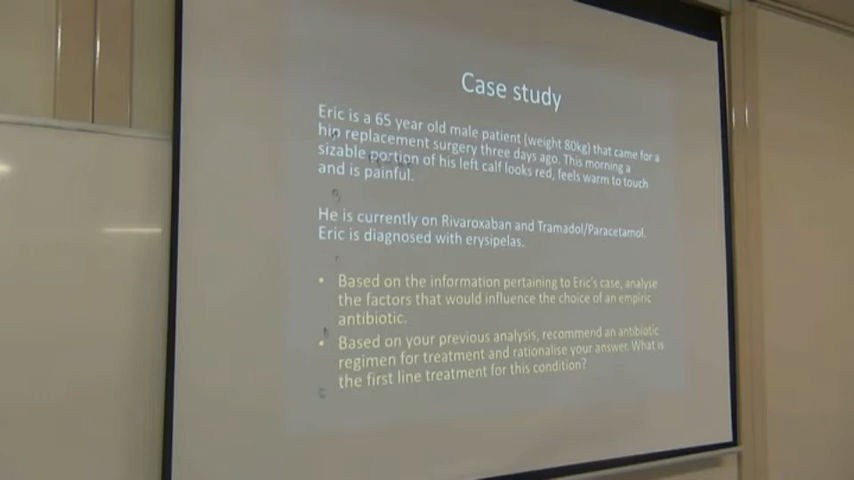 Case study
Eric is a 65 year old male patient (weight 80kg) that came for a
hip replacement surgery three days ago. This morning a
sizable portion of his left calf looks red, feels warm to touch
and is painful.
He is currently on Rivaroxaban and Tramadol/Paracetamol.
Eric is diagnosed with erysipelas.
• Based on the information pertaining to Eric's case, analyse
the factors that would influence the choice of an empiric
antibiotic.
• Based on your previous analysis, recommend an antibiotic
regimen for treatment and rationalise your answer. What is
the first line treatment for this condition?